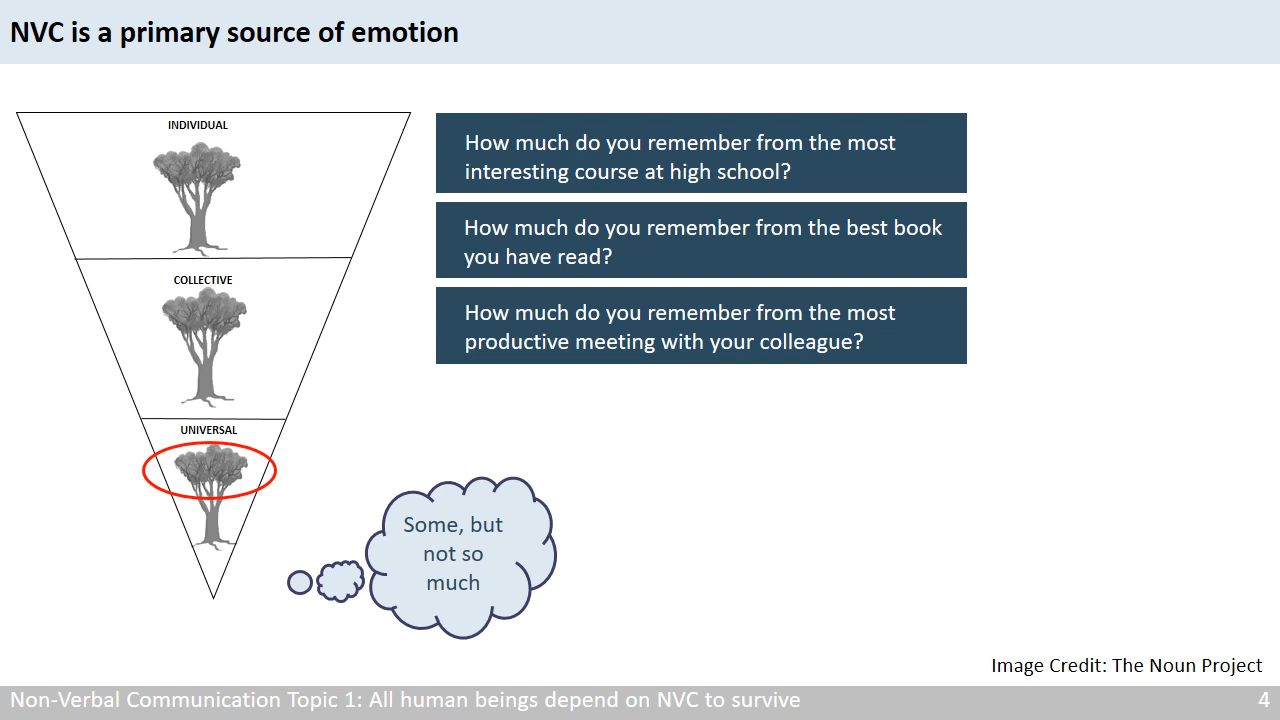 NVC is a primary source of emotion
INDIVIDUAL
COLLECTIVE
UNIVERSAL
How much do you remember from the most
interesting course at high school?
How much do you remember from the best book
you have read?
How much do you remember from the most
productive meeting with your colleague?
Some, but
not so
much
Image Credit: The Noun Project
Non-Verbal Communication Topic 1: All human beings depend on NVC to survive
4